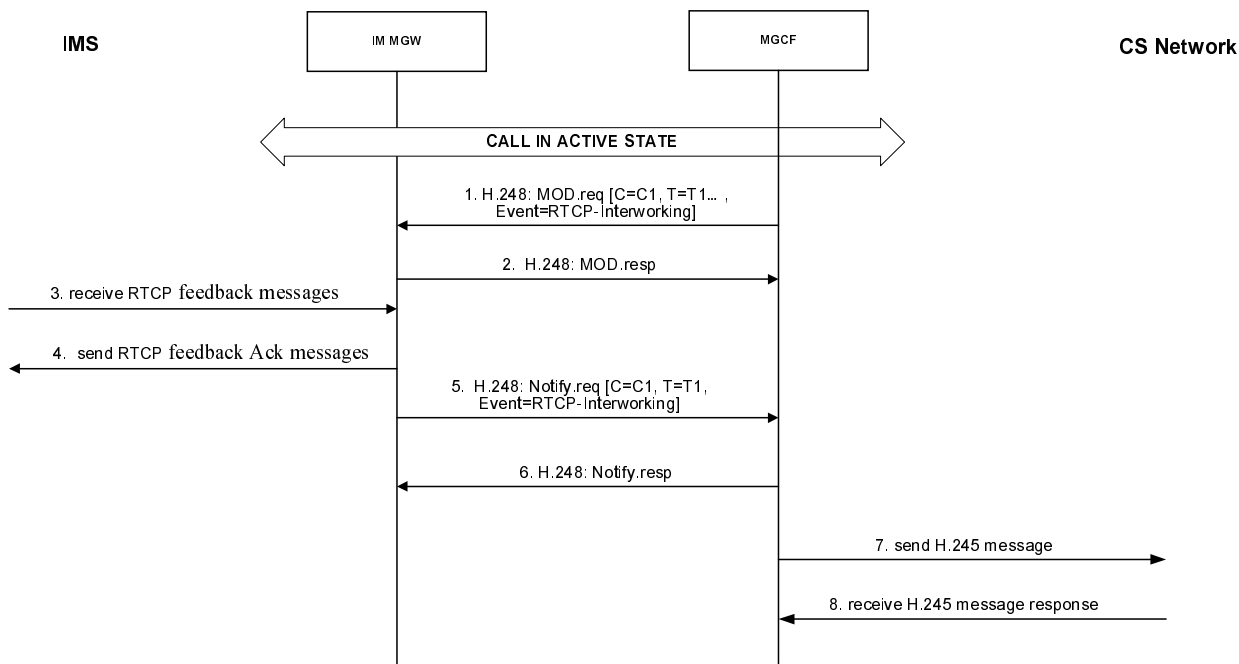 IMS
IM MGW
MGCF
CS Network
CALL IN ACTIVE STATE
1. H.248: MOD.req [C=C1, T=T1... ,
Event=RTCP-Interworking]
2. H.248: MOD.resp
3. receive RTCP feedback messages
4. send RTCP feedback Ack messages
5. H.248: Notify.req [C=C1, T=T1,
Event=RTCP-Interworking]
6. H.248: Notify.resp
7. send H.245 message
8. receive H.245 message response